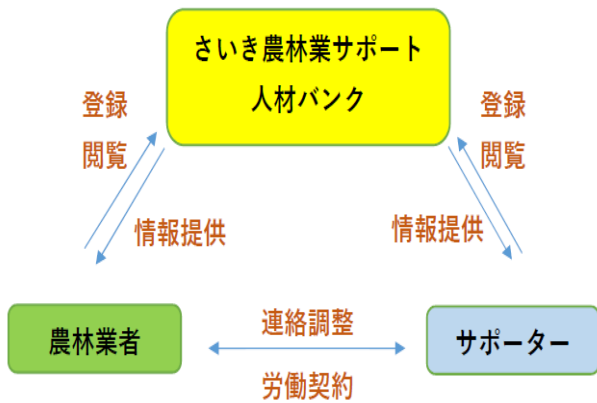 さいき農林業サポート
人材バンク
登録
閲覧
登録
閲覧
情報提供
情報提供
農林業者
連絡調整
労働契約
サポーター